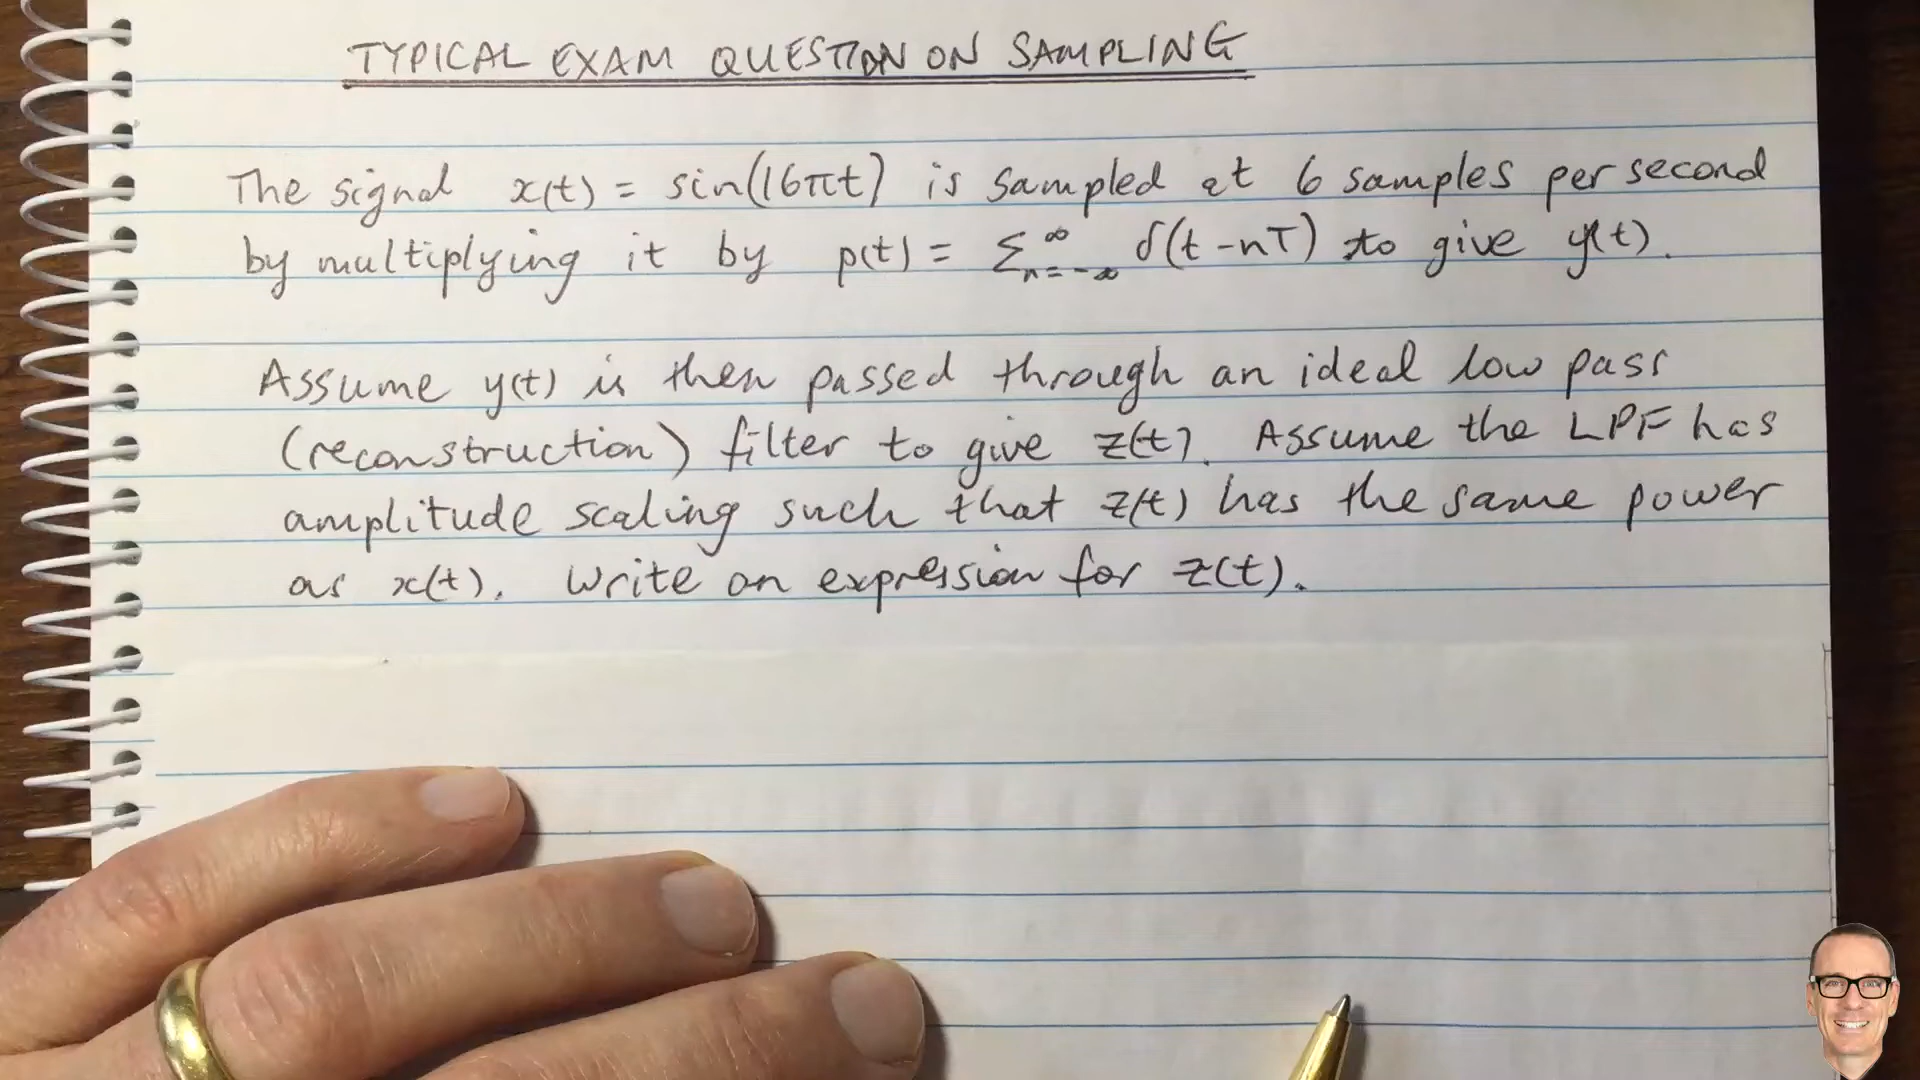 TYPICAL EXAM QUESTION ON SAMPLING
The signal x(t) = sin(16πt) is sampled at 6 samples per second
by multiplying it by p(t) = Σ_{n=-∞}^{∞} δ(t-nT) to give y(t).
Assume y(t) is then passed through an ideal low pass
(reconstruction) filter to give z(t). Assume the LPF has
amplitude scaling such that z(t) has the same power
as x(t). Write an expression for z(t).